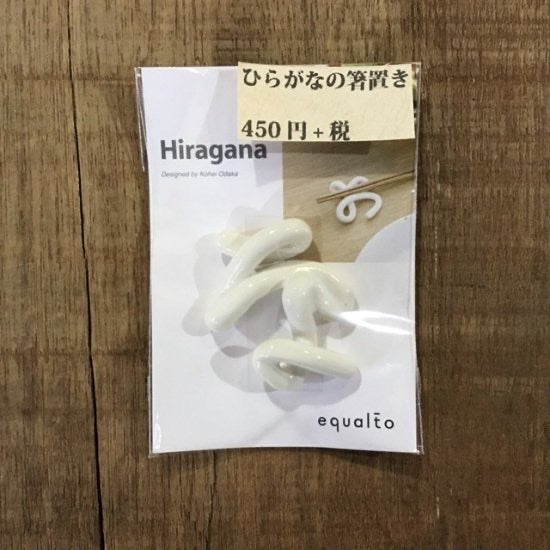 ひらがなの箸置き
450円+税
Hiragana
Designed by Kohei Odaka
equalto